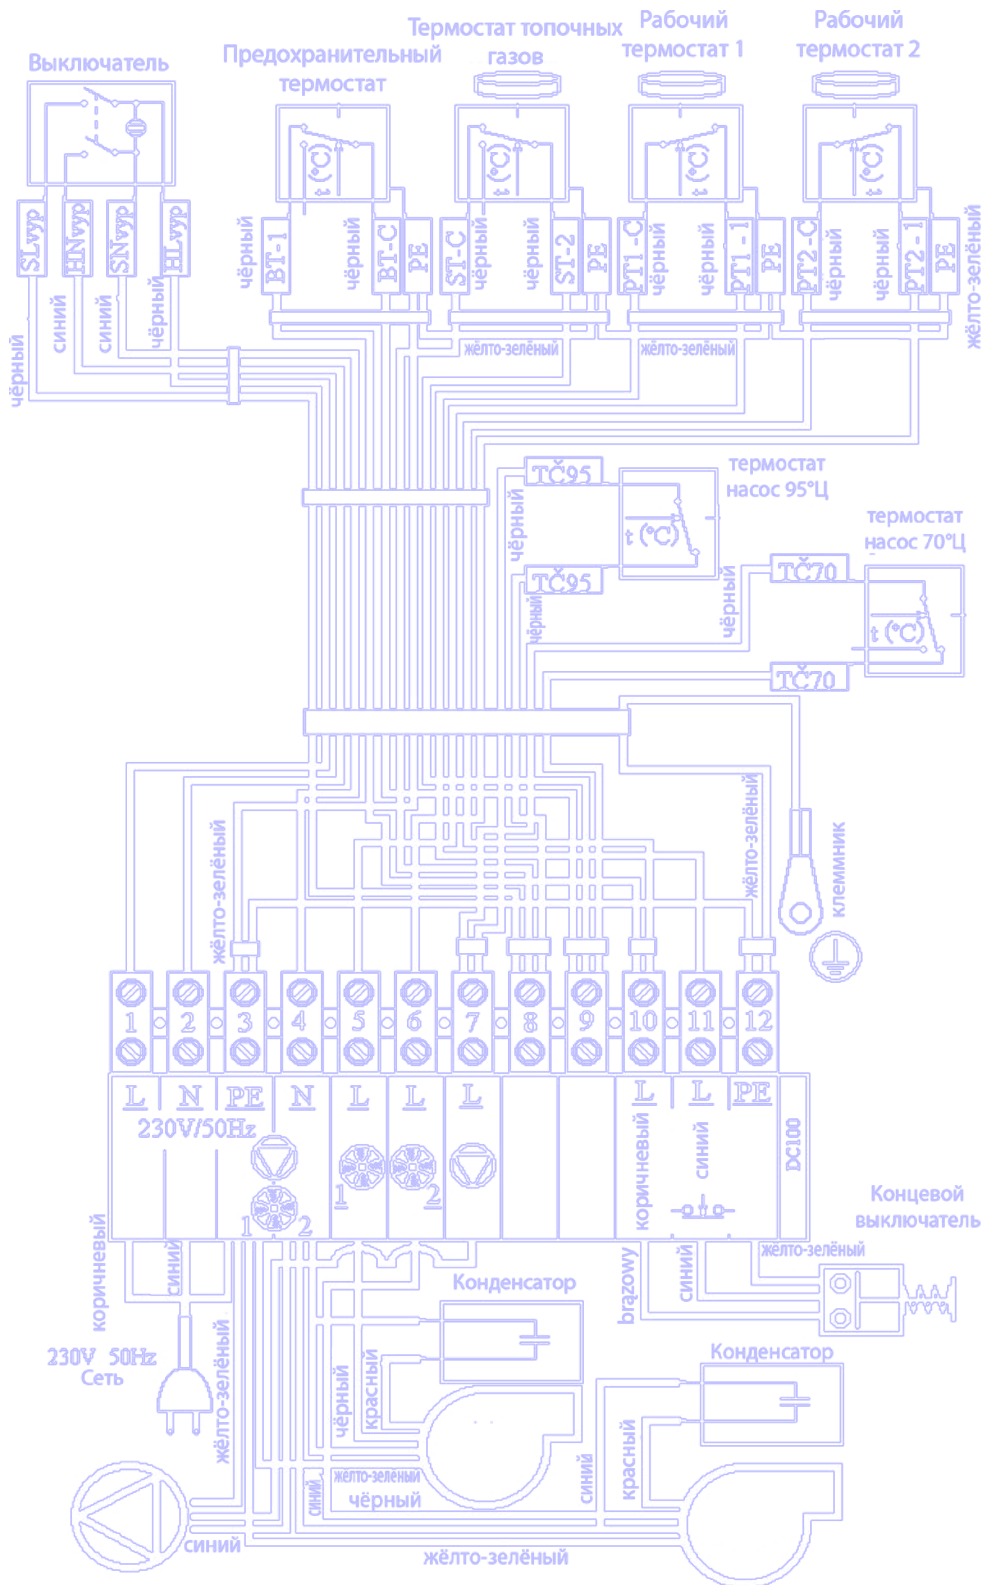 Выключатель
Предохранительный
термостат
Термостат топочных
газов
Рабочий
термостат 1
Рабочий
термостат 2
t (°C)
t (°C)
t (°C)
t (°C)
SLvyp
HNvyp
SNvyp
HLvyp
чёрный
BT-1
чёрный
BT-C
PE
ST-C
чёрный
чёрный
ST-2
PE
PT1 -C
чёрный
чёрный
PT1 - 1
PE
PT2-C
чёрный
чёрный
PT2 - 1
PE
жёлто-зелёный
чёрный
синий
синий
чёрный
жёлто-зелёный
жёлто-зелёный
TČ95
термостат
насос 95°Ц
чёрный
t (°C)
TČ95
чёрный
термостат
насос 70°Ц
TČ70
чёрный
t (°C)
TČ70
жёлто-зелёный
жёлто-зелёный
клеммник
1 2 3 4 5 6 7 8 9 10 11 12
L N PE N L L L L L PE
230V/50Hz
1 2
1
2
коричневый
синий
DC100
Концевой
выключатель
коричневый
синий
жёлто-зелёный
brązowy
синий
жёлто-зелёный
Конденсатор
230V 50Hz
Сеть
чёрный
красный
Конденсатор
жёлто-зелёный
синий
чёрный
синий
красный
синий
жёлто-зелёный